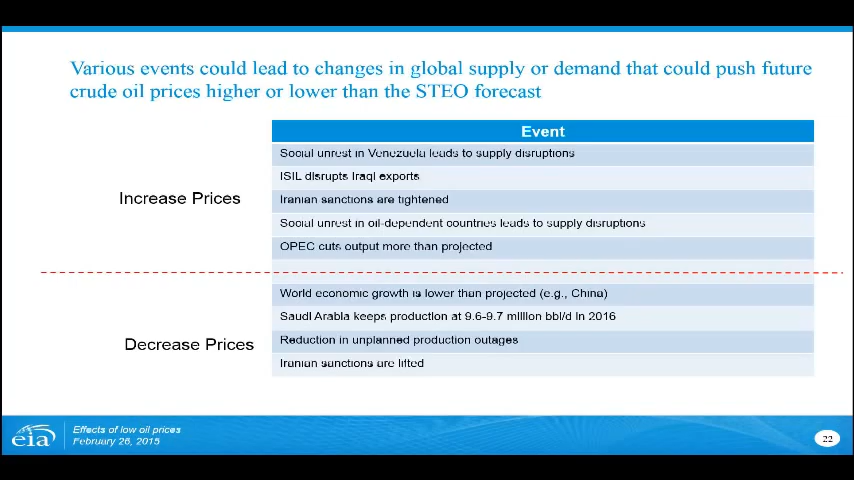 Various events could lead to changes in global supply or demand that could push future
crude oil prices higher or lower than the STEO forecast
Event
Increase Prices
Social unrest in Venezuela leads to supply disruptions
ISIL disrupts Iraqi exports
Iranian sanctions are tightened
Social unrest in oil-dependent countries leads to supply disruptions
OPEC cuts output more than projected
Decrease Prices
World economic growth is lower than projected (e.g., China)
Saudi Arabia keeps production at 9.6-9.7 million bbl/d in 2016
Reduction in unplanned production outages
Iranian sanctions are lifted
eia
Effects of low oil prices
February 26, 2015
22